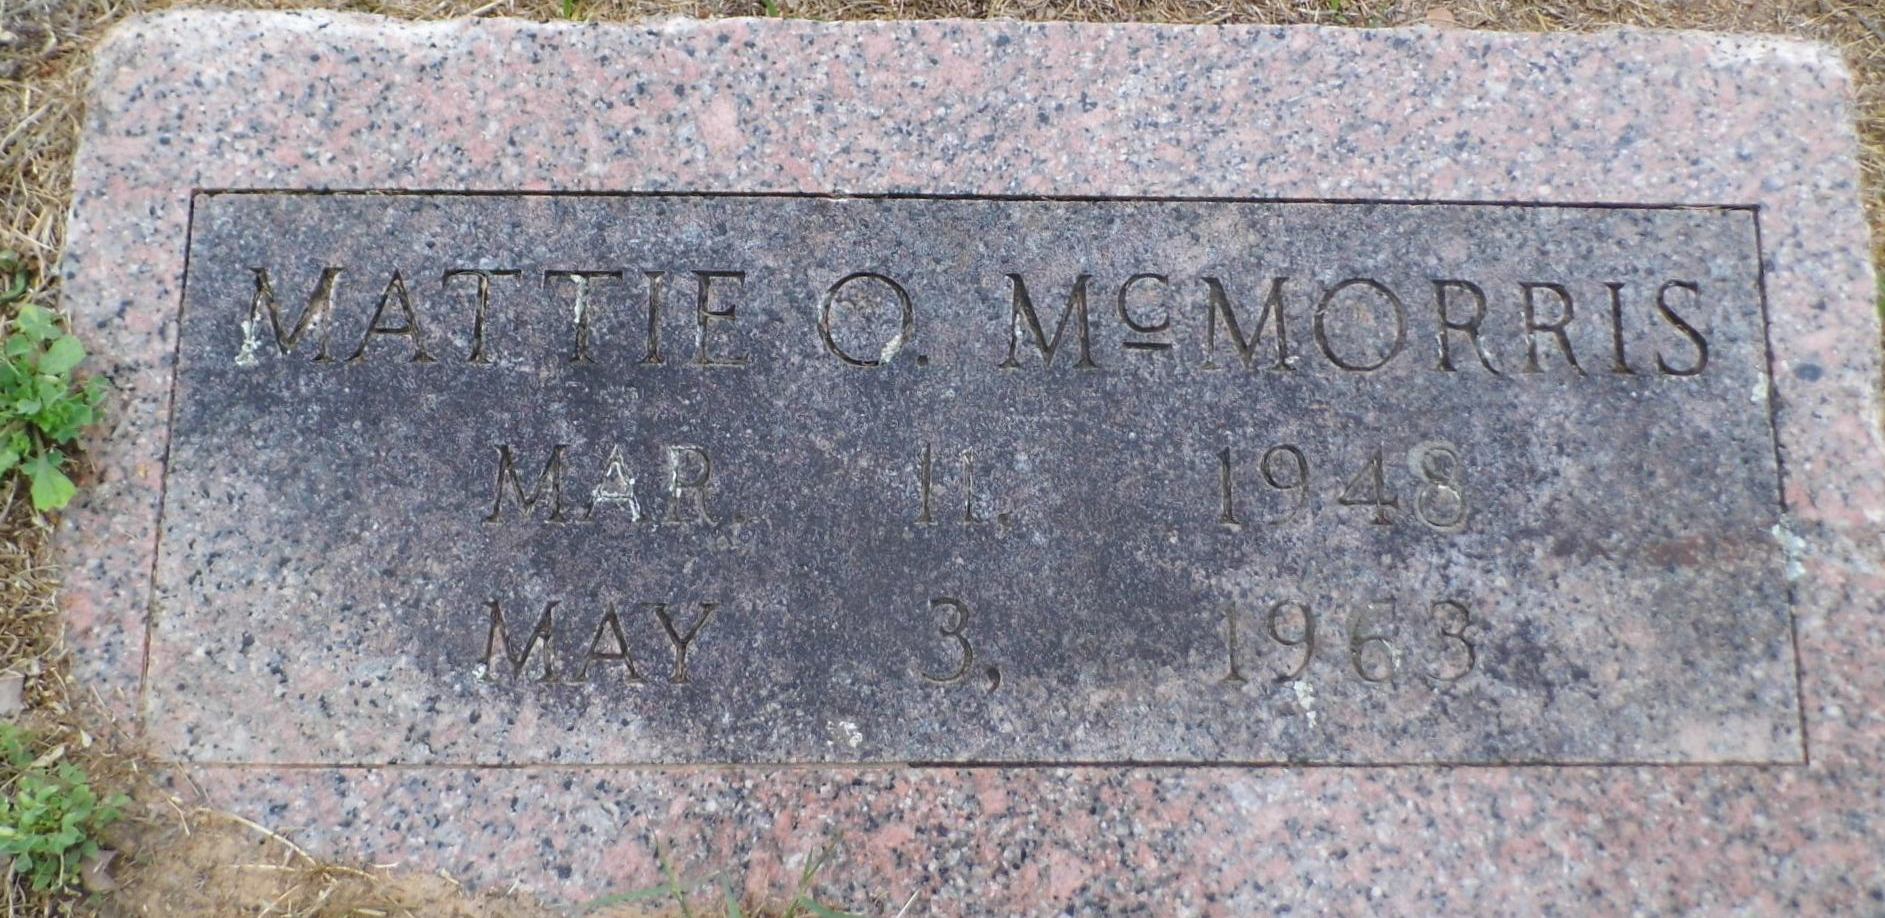 MATTIE O. McMORRIS
MAR. 11, 1948
MAY 3, 1963